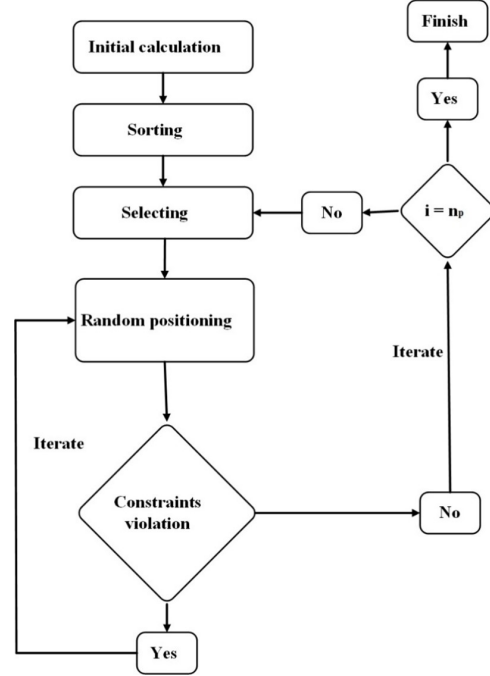 Finish
Initial calculation
Yes
Sorting
Selecting
No
i = nₚ
Random positioning
Iterate
Iterate
Constraints
violation
No
Yes